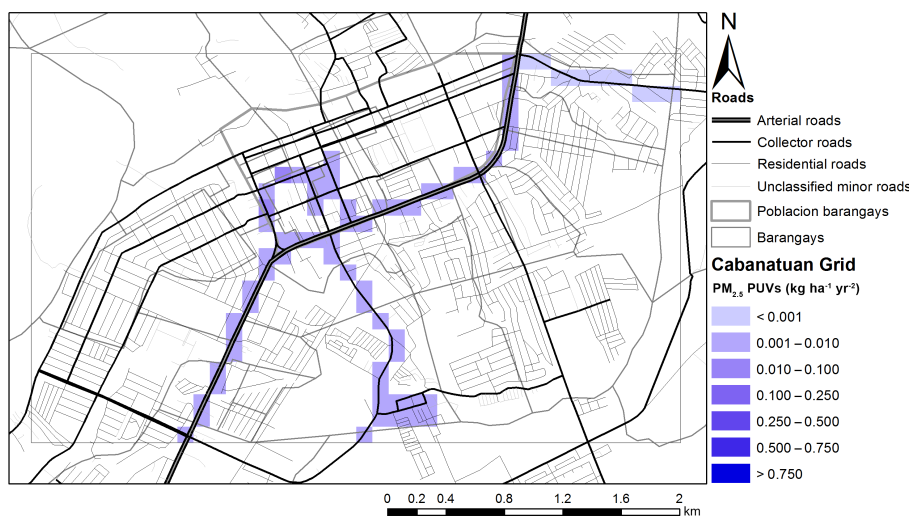 N
Roads
Arterial roads
Collector roads
Residential roads
Unclassified minor roads
Poblacion barangays
Barangays
Cabanatuan Grid
PM2.5 PUVs (kg ha-1 yr-2)
< 0.001
0.001 – 0.010
0.010 – 0.100
0.100 – 0.250
0.250 – 0.500
0.500 – 0.750
> 0.750
0 0.2 0.4 0.8 1.2 1.6 2
km